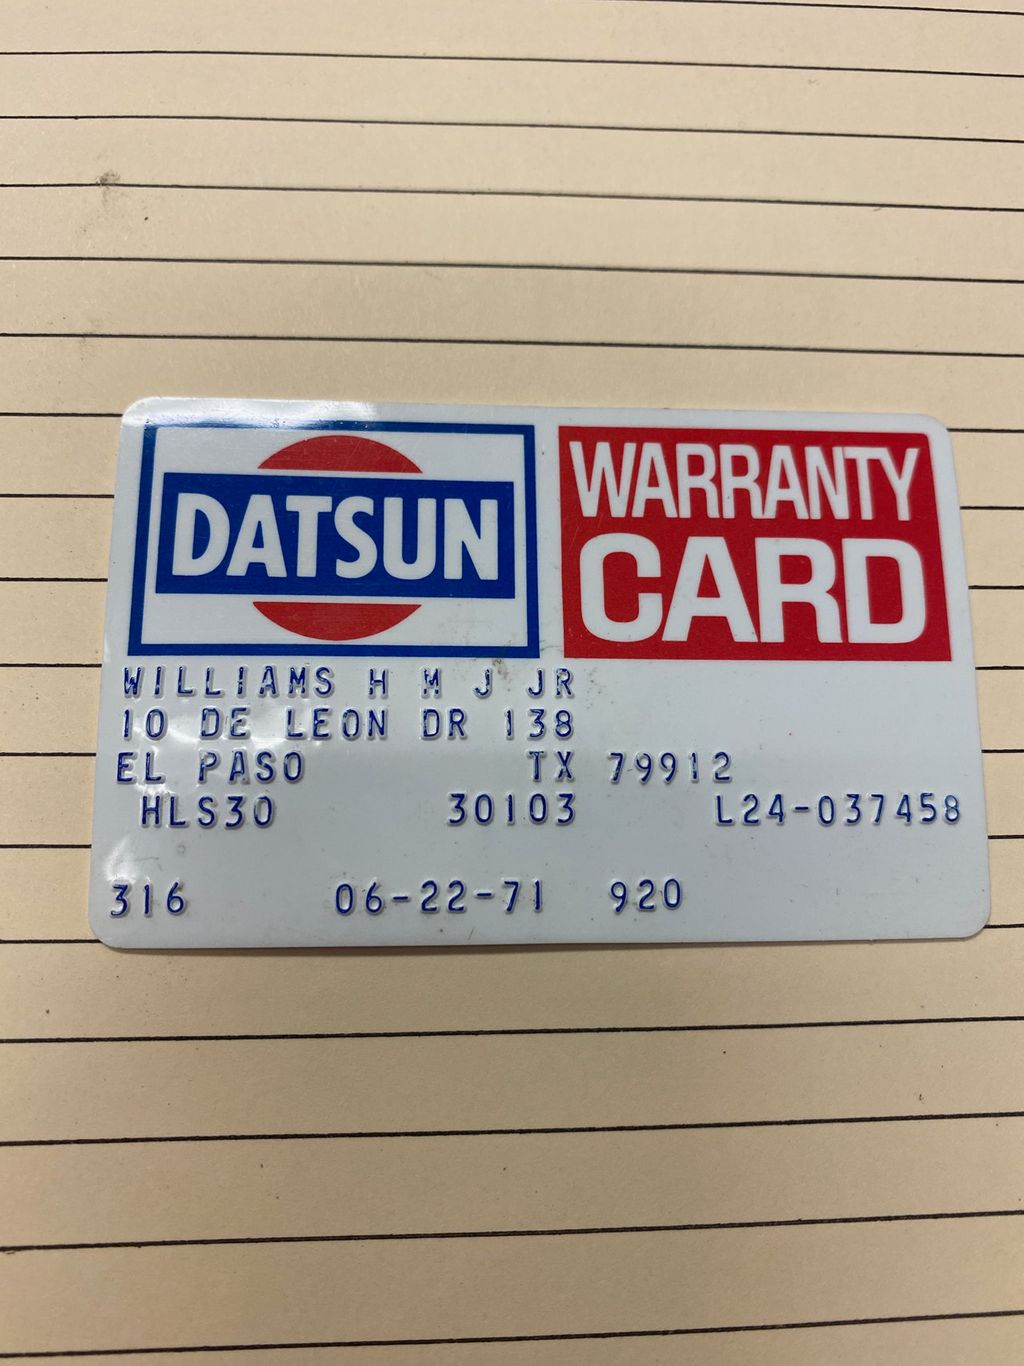 DATSUN
WARRANTY
CARD
WILLIAMS H M J JR
10 DE LEON DR 138
EL PASO TX 79912
HLS30 30103 L24-037458
316 06-22-71 920